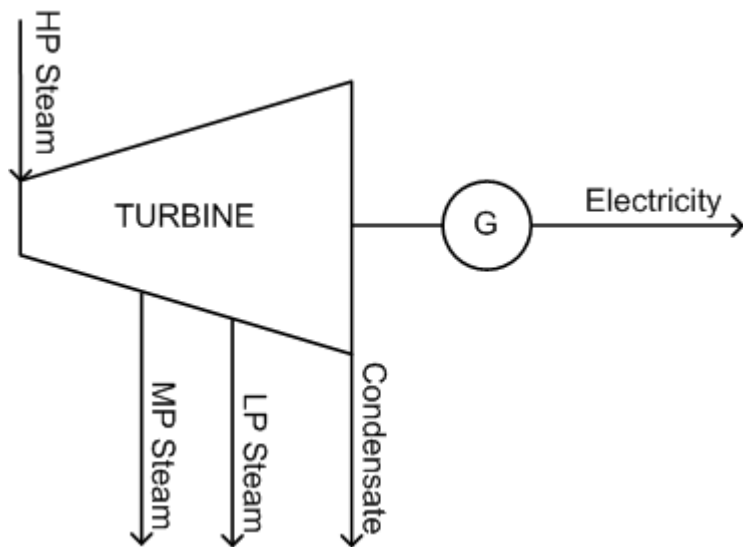 HP Steam
TURBINE
G
Electricity
MP Steam
LP Steam
Condensate